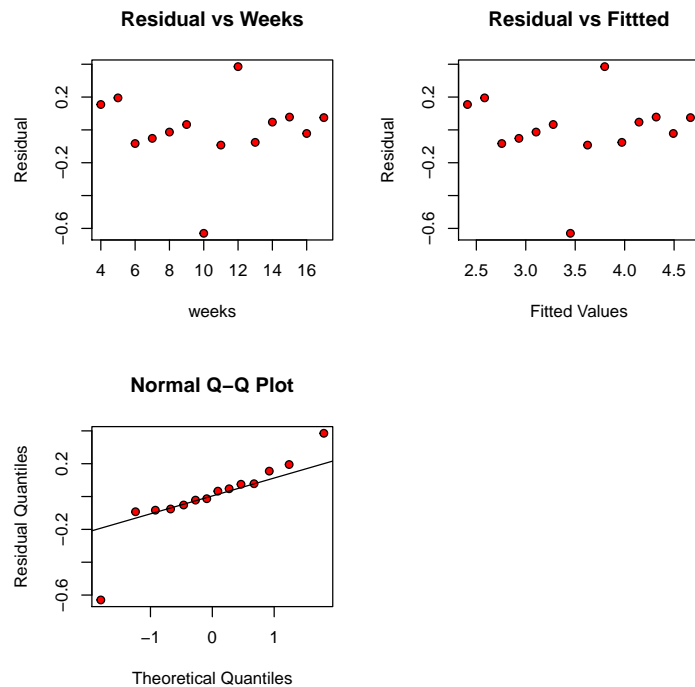 Residual vs Weeks
Residual
0.2
−0.2
−0.6
4 6 8 10 12 14 16
weeks
Residual vs Fittted
Residual
0.2
−0.2
−0.6
2.5 3.0 3.5 4.0 4.5
Fitted Values
Normal Q−Q Plot
Residual Quantiles
0.2
−0.2
−0.6
−1 0 1
Theoretical Quantiles